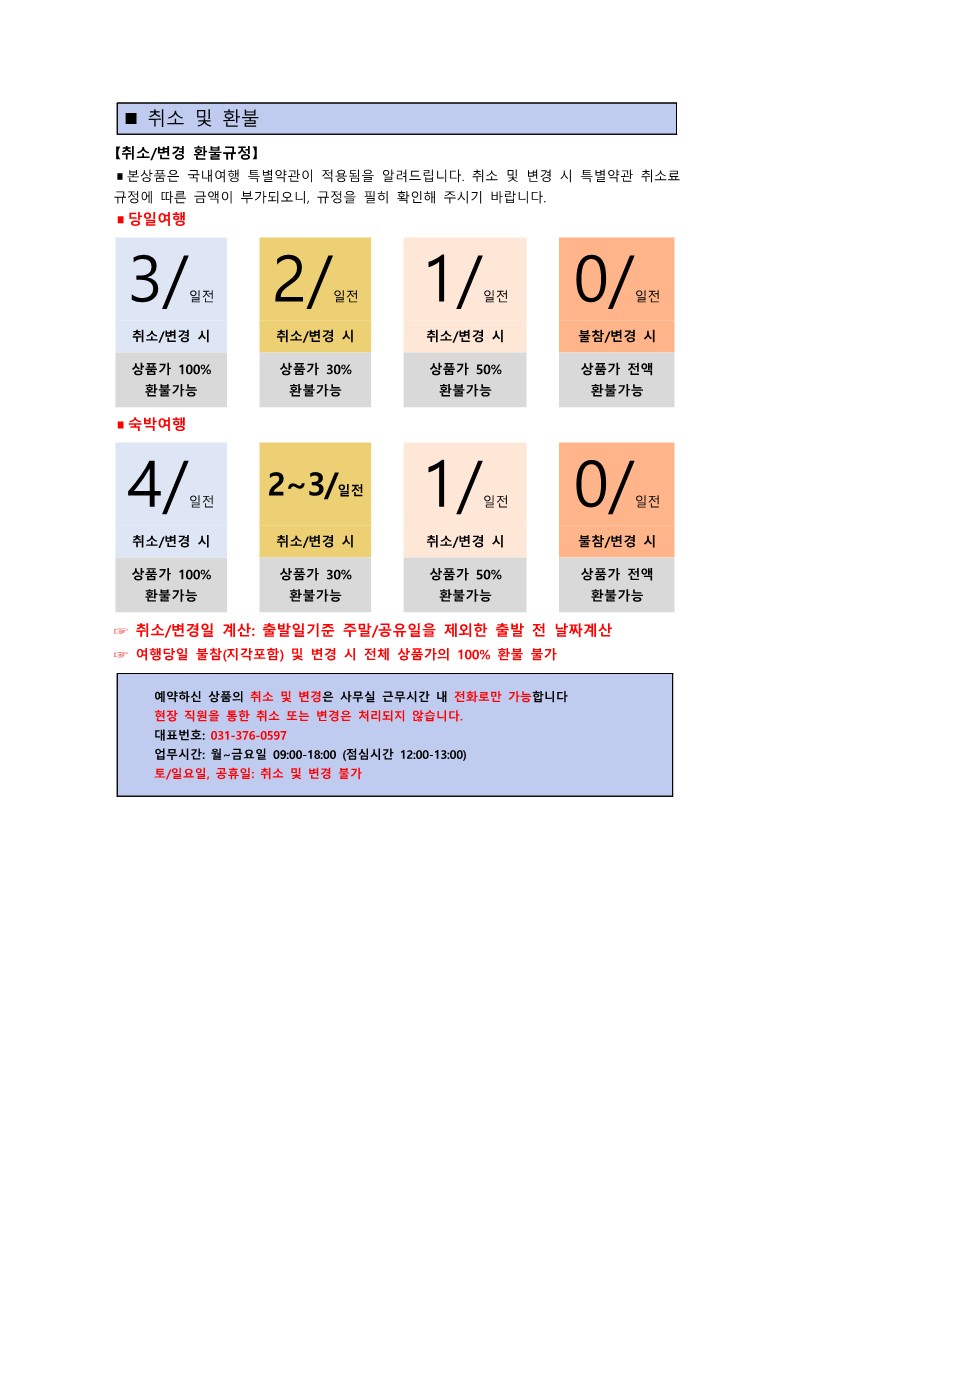 ■ 취소 및 환불
【취소/변경 환불규정】
■ 본상품은 국내여행 특별약관이 적용됨을 알려드립니다. 취소 및 변경 시 특별약관 취소료
규정에 따른 금액이 부가되오니, 규정을 필히 확인해 주시기 바랍니다.
■ 당일여행
3/일전 2/일전 1/일전 0/일전
취소/변경 시 취소/변경 시 취소/변경 시 불참/변경 시
상품가 100% 상품가 30% 상품가 50% 상품가 전액
환불가능 환불가능 환불가능 환불가능
■ 숙박여행
4/일전 2~3/일전 1/일전 0/일전
취소/변경 시 취소/변경 시 취소/변경 시 불참/변경 시
상품가 100% 상품가 30% 상품가 50% 상품가 전액
환불가능 환불가능 환불가능 환불가능
☞ 취소/변경일 계산: 출발일기준 주말/공유일을 제외한 출발 전 날짜계산
☞ 여행당일 불참(지각포함) 및 변경 시 전체 상품가의 100% 환불 불가
예약하신 상품의 취소 및 변경은 사무실 근무시간 내 전화로만 가능합니다
현장 직원을 통한 취소 또는 변경은 처리되지 않습니다.
대표번호: 031-376-0597
업무시간: 월~금요일 09:00-18:00 (점심시간 12:00-13:00)
토/일요일, 공휴일: 취소 및 변경 불가